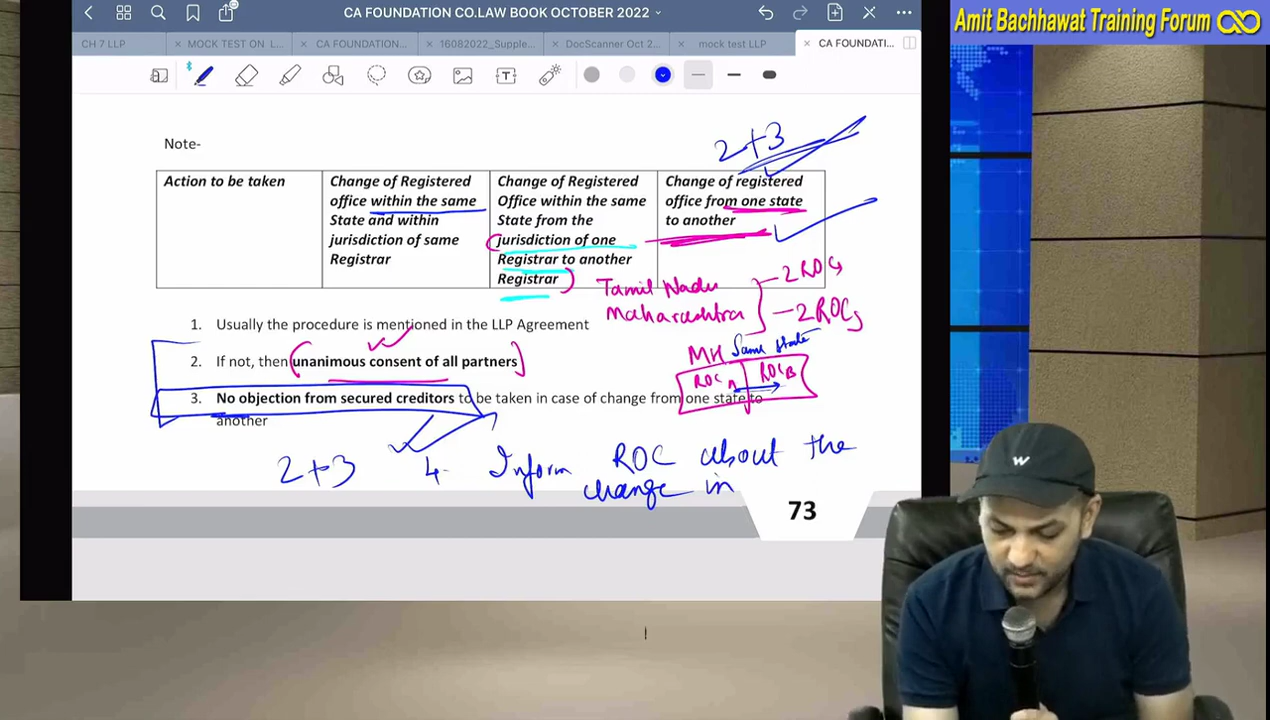 CA FOUNDATION CO.LAW BOOK OCTOBER 2022
Amit Bachhawat Training Forum
CH 7 LLP
MOCK TEST ON L...
CA FOUNDATION...
16082022_Supple...
DocScanner Oct 2...
mock test LLP
CA FOUNDATI...
2+3
Note-
Action to be taken
Change of Registered
office within the same
State and within
jurisdiction of same
Registrar
Change of Registered
Office within the same
State from the
jurisdiction of one
Registrar to another
Registrar
Change of registered
office from one state
to another
Tamil Nadu
Maharashtra
2 ROCs
2 ROCs
1. Usually the procedure is mentioned in the LLP Agreement
MH Same state
2. If not, then unanimous consent of all partners
ROC A
ROC B
3. No objection from secured creditors to be taken in case of change from one state to
another
2+3
4. Inform ROC about the
change in
73
W